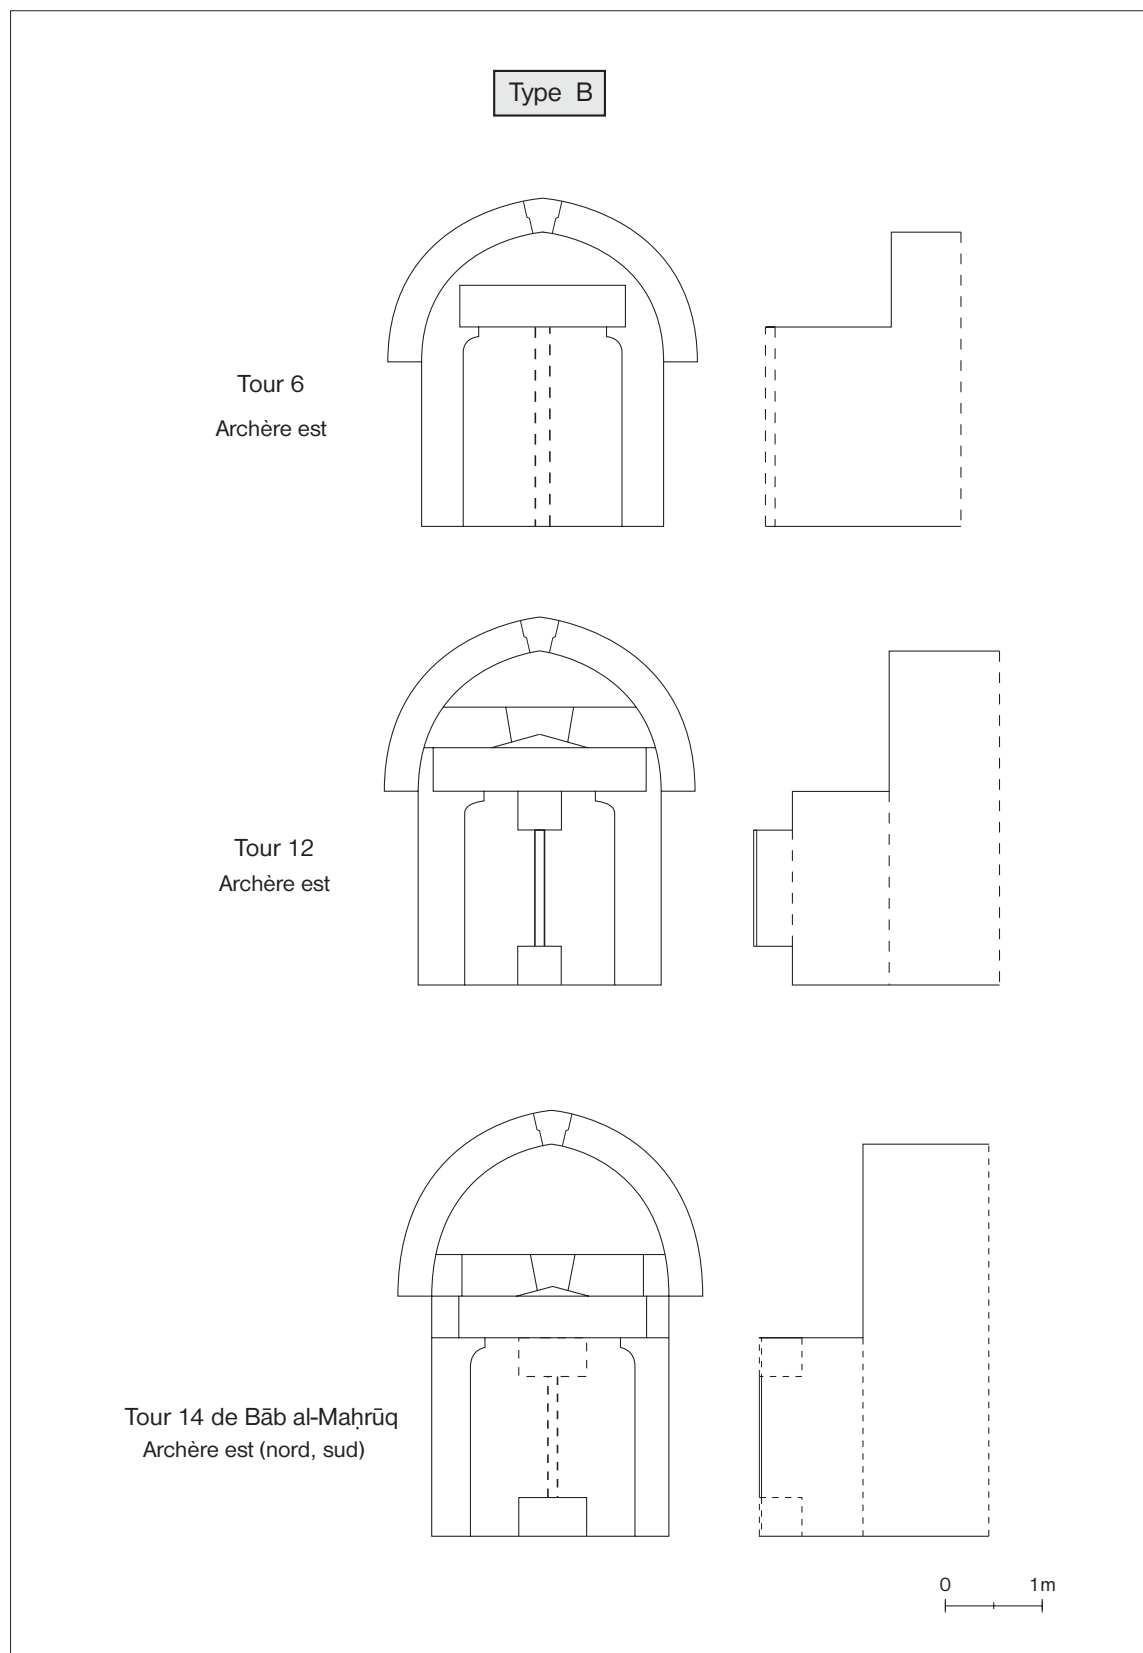 Type B
Tour 6
Archère est
Tour 12
Archère est
Tour 14 de Bāb al-Maḥrūq
Archère est (nord, sud)
0 1m